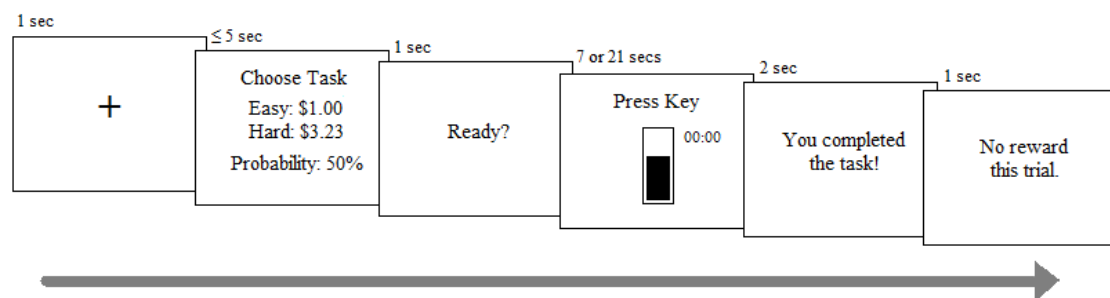 1 sec
+
≤ 5 sec
Choose Task
Easy: $1.00
Hard: $3.23
Probability: 50%
1 sec
Ready?
7 or 21 secs
Press Key
00:00
2 sec
You completed
the task!
1 sec
No reward
this trial.